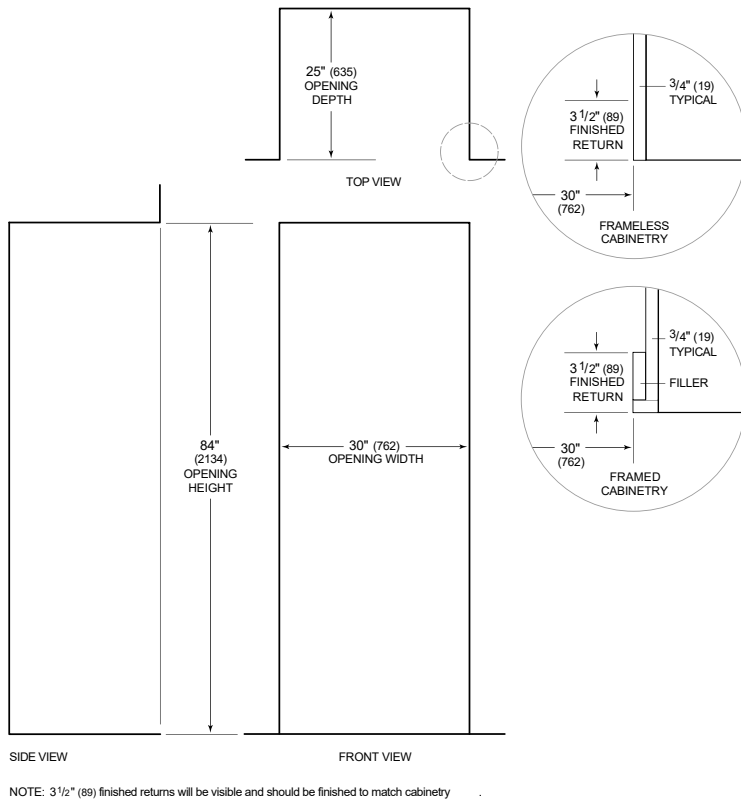 25" (635)
OPENING
DEPTH
TOP VIEW
3/4" (19)
TYPICAL
3 1/2" (89)
FINISHED
RETURN
30"
(762)
FRAMELESS
CABINETRY
3/4" (19)
TYPICAL
3 1/2" (89)
FINISHED
RETURN
FILLER
30"
(762)
FRAMED
CABINETRY
84"
(2134)
OPENING
HEIGHT
30" (762)
OPENING WIDTH
SIDE VIEW
FRONT VIEW
NOTE: 3 1/2" (89) finished returns will be visible and should be finished to match cabinetry .